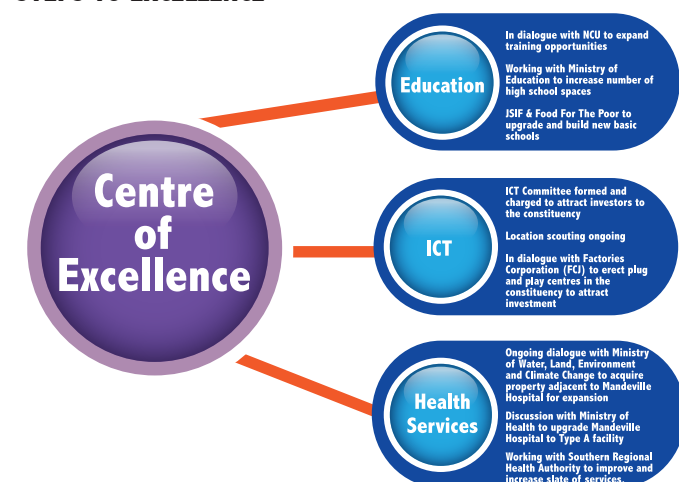 STEPS TO EXCELLENCE
Centre
of
Excellence
Education
In dialogue with NCU to expand
training opportunities
Working with Ministry of
Education to increase number of
high school spaces
JSIF & Food For The Poor to
upgrade and build new basic
schools
ICT
ICT Committee formed and
charged to attract investors to
the constituency
Location scouting ongoing
In dialogue with Factories
Corporation (FCJ) to erect plug
and play centres in the
constituency to attract
investment
Health
Services
Ongoing dialogue with Ministry
of Water, Land, Environment
and Climate Change to acquire
property adjacent to Mandeville
Hospital for expansion
Discussion with Ministry of
Health to upgrade Mandeville
Hospital to Type A facility
Working with Southern Regional
Health Authority to improve and
increase slate of services.